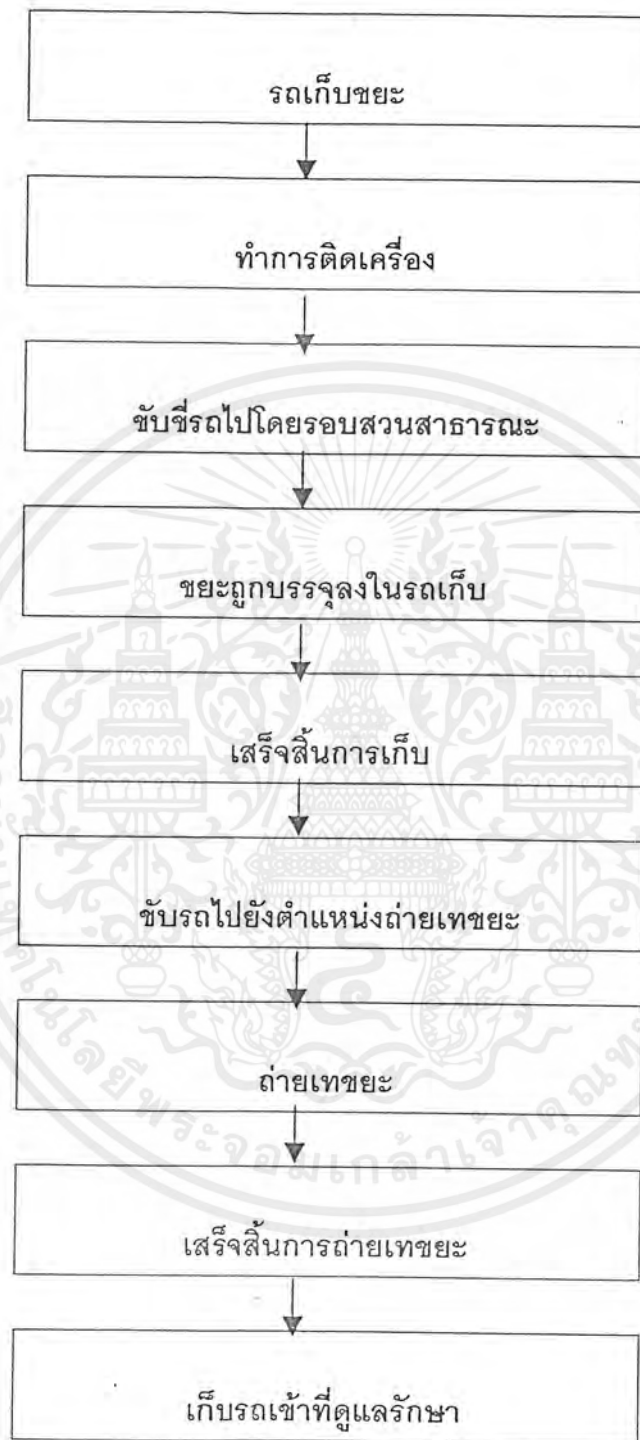 รถเก็บขยะ
ทำการติดเครื่อง
ขับขี่รถไปโดยรอบสวนสาธารณะ
ขยะถูกบรรจุลงในรถเก็บ
เสร็จสิ้นการเก็บ
ขับรถไปยังตำแหน่งถ่ายเทขยะ
ถ่ายเทขยะ
เสร็จสิ้นการถ่ายเทขยะ
เก็บรถเข้าที่ดูแลรักษา